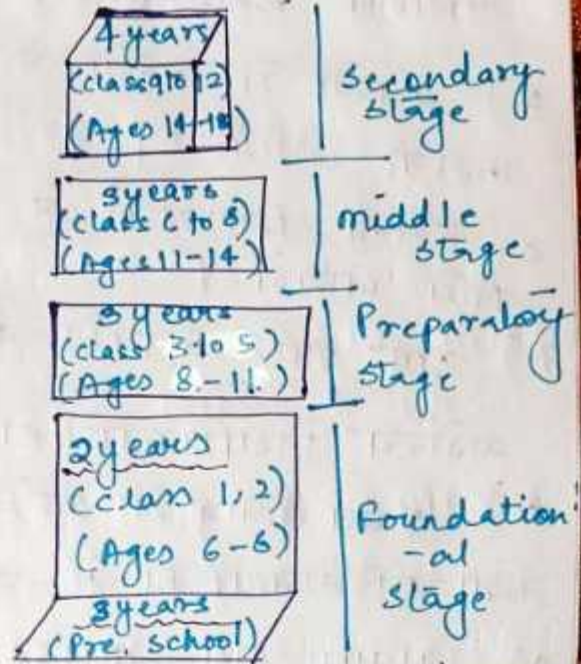 4 years
(class 9 to 12)
(Ages 14-18)
secondary
stage
3 years
(class 6 to 8)
(Ages 11-14)
middle
stage
3 years
(class 3 to 5)
(Ages 8-11)
Preparatory
stage
2 years
(class 1, 2)
(Ages 6-8)
Foundation
-al
stage
3 years
(Pre. school)